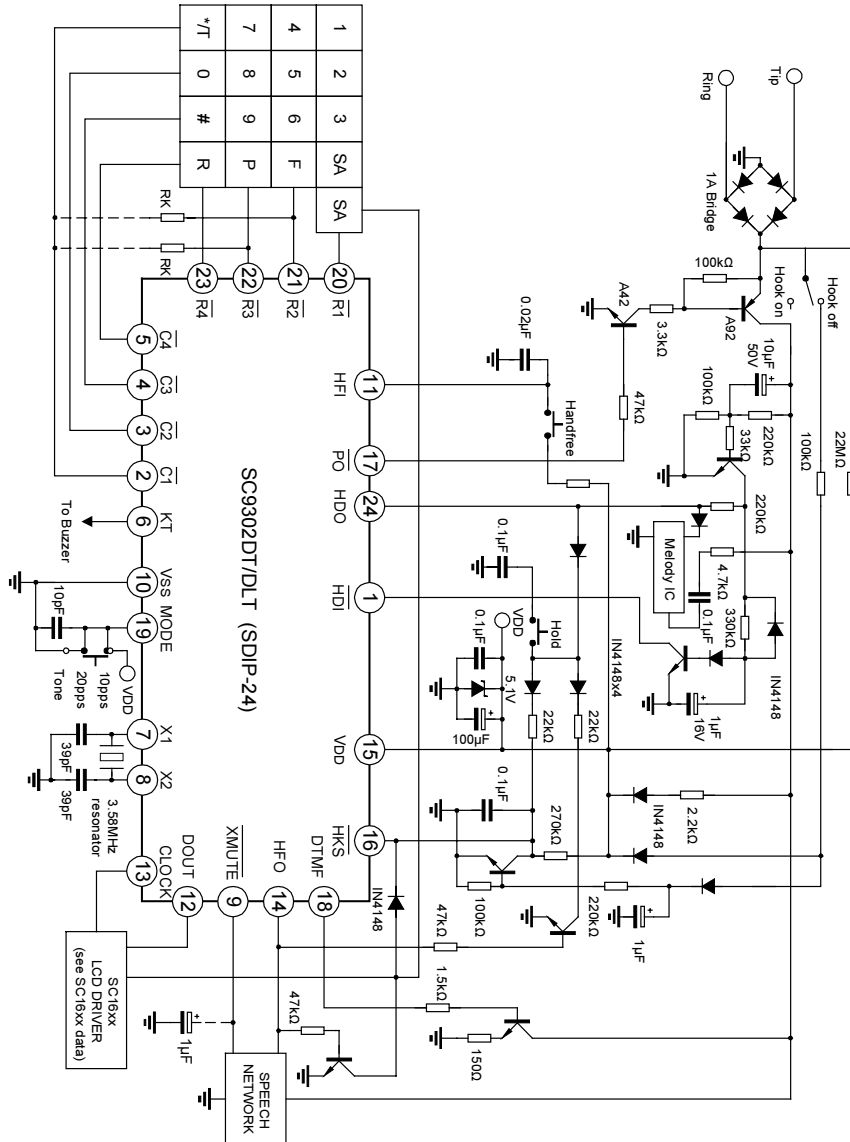 Tip
Ring
1A Bridge
Hook off
Hook on
100kΩ
A92
A42
3.3kΩ
10µF
50V
+
22MΩ
100kΩ
100kΩ
220kΩ
33kΩ
47kΩ
0.02µF
Handfree
220kΩ
Melody IC
4.7kΩ
0.1µF
330kΩ
IN4148
1µF
16V
+
0.1µF
Hold
IN4148x4
VDD
0.1µF
5.1V
100µF
+
22kΩ
22kΩ
2.2kΩ
IN4148
0.1µF
270kΩ
100kΩ
220kΩ
1µF
+
IN4148
47kΩ
1.5kΩ
150Ω
47kΩ
1 2 3 SA SA
4 5 6 F
7 8 9 P
*/T 0 # R
RK
RK
20 R1
21 R2
22 R3
23 R4
5 C4
4 C3
3 C2
2 C1
6 KT
10 VSS
19 MODE
7 X1
8 X2
13 CLOCK
12 DOUT
9 XMUTE
14 HFO
18 DTMF
16 HKS
15 VDD
1 HDI
24 HDO
17 PO
11 HFI
SC9302DT/DLT (SDIP-24)
To Buzzer
10pF
VDD
10pps
20pps
Tone
39pF
39pF
3.58MHz
resonator
SC16xx
LCD DRIVER
(see SC16xx data)
1µF
+
SPEECH
NETWORK